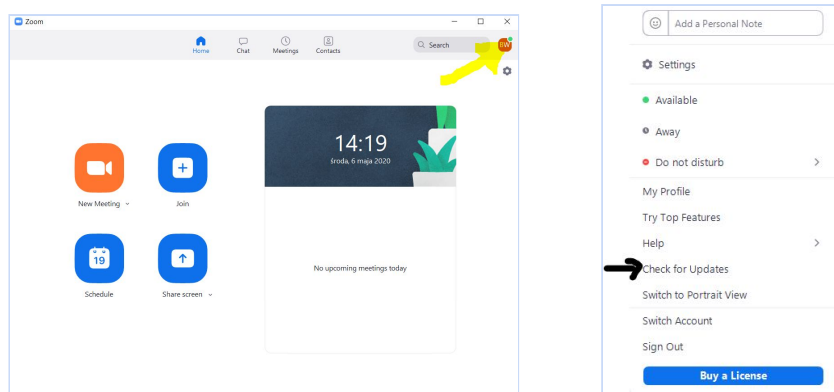 Zoom
Home
Chat
Meetings
Contacts
Search
BW
14:19
środa, 6 maja 2020
New Meeting
Join
19
Schedule
Share screen
No upcoming meetings today
Add a Personal Note
Settings
Available
Away
Do not disturb
My Profile
Try Top Features
Help
Check for Updates
Switch to Portrait View
Switch Account
Sign Out
Buy a License